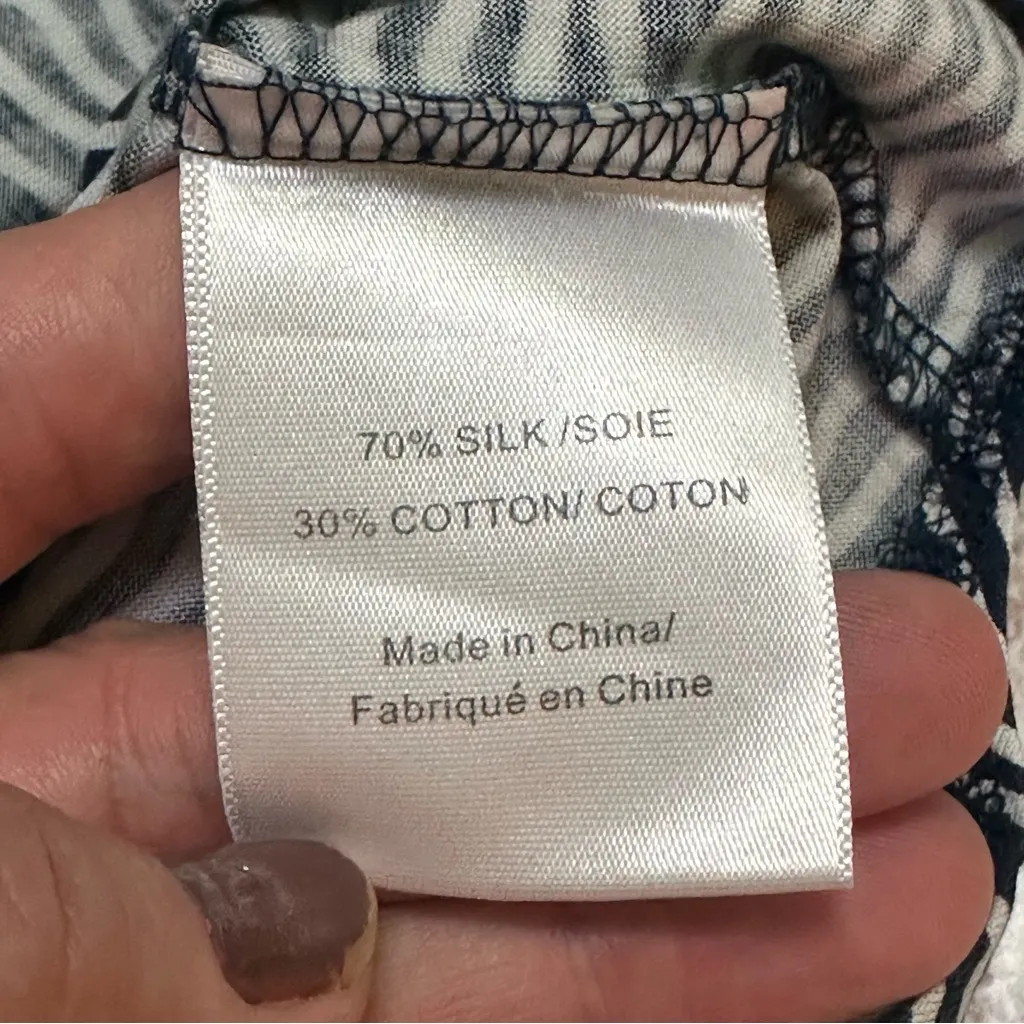 70% SILK /SOIE
30% COTTON/ COTON
Made in China/
Fabriqué en Chine